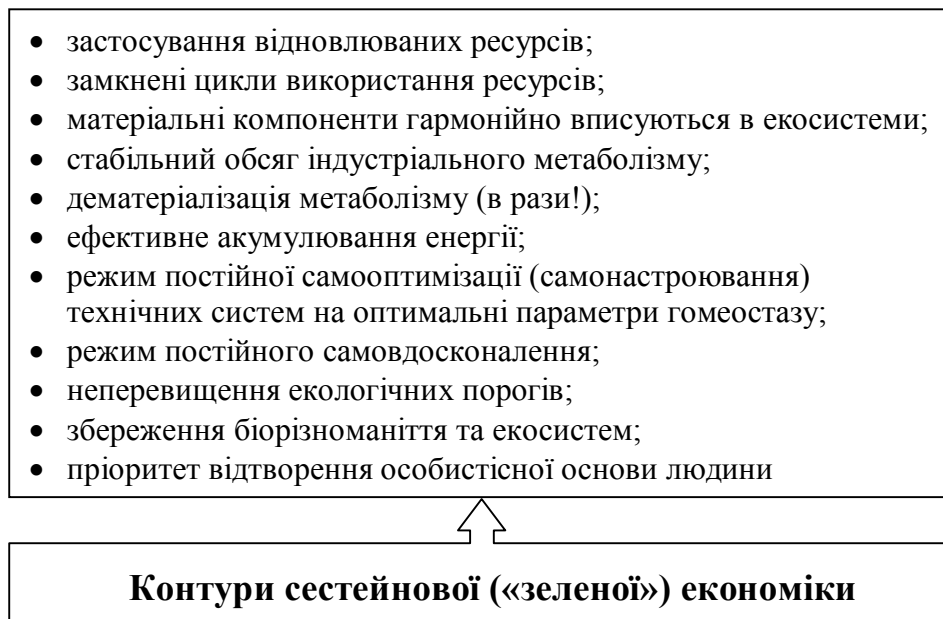 • застосування відновлюваних ресурсів;
• замкнені цикли використання ресурсів;
• матеріальні компоненти гармонійно вписуються в екосистеми;
• стабільний обсяг індустріального метаболізму;
• дематеріалізація метаболізму (в рази!);
• ефективне акумулювання енергії;
• режим постійної самооптимізації (самонастроювання)
технічних систем на оптимальні параметри гомеостазу;
• режим постійного самовдосконалення;
• неперевищення екологічних порогів;
• збереження біорізноманіття та екосистем;
• пріоритет відтворення особистісної основи людини
Контури сестейнової («зеленої») економіки